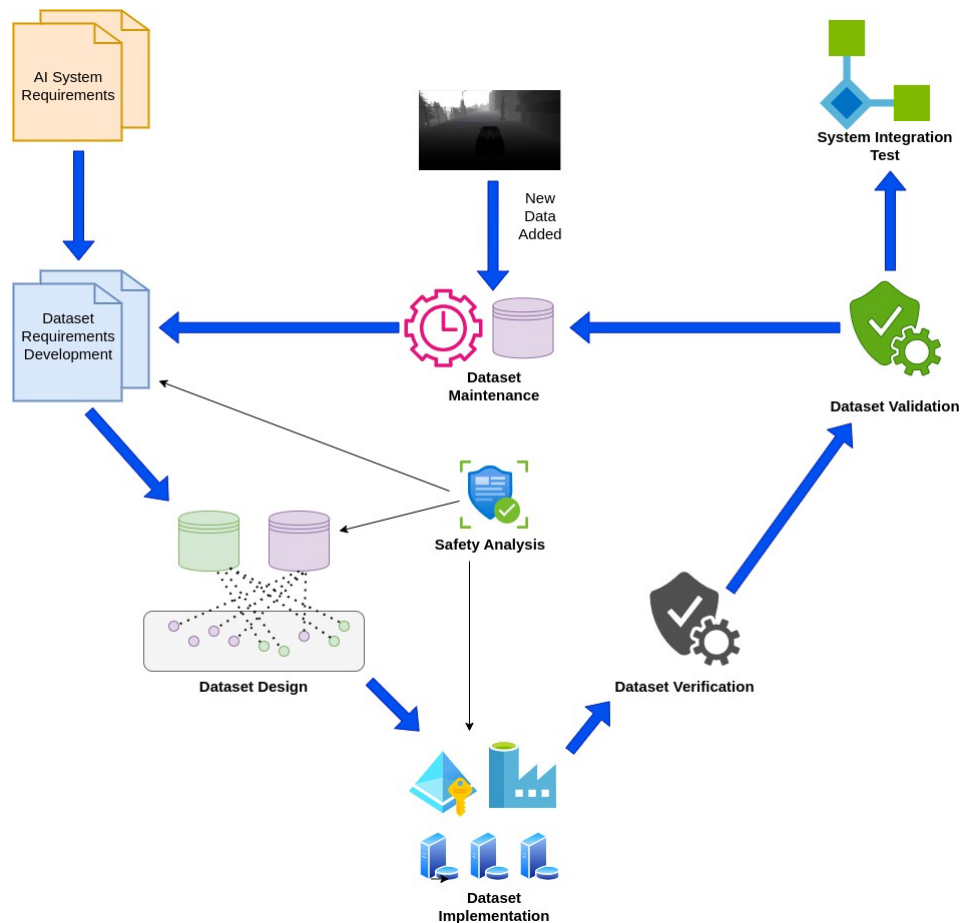 AI System
Requirements
System Integration
Test
New
Data
Added
Dataset
Requirements
Development
Dataset
Maintenance
Dataset Validation
Safety Analysis
Dataset Design
Dataset Verification
Dataset
Implementation